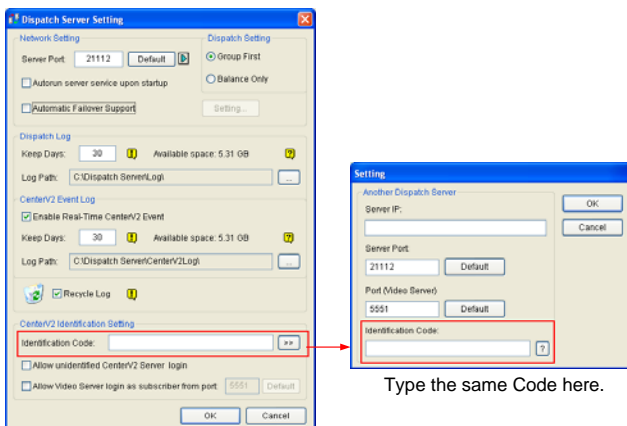 Dispatch Server Setting
Network Setting
Server Port: 21112 Default
Autorun server service upon startup
Automatic Failover Support
Dispatch Setting
Group First
Balance Only
Setting...
Dispatch Log
Keep Days: 30 ! Available space: 5.31 GB ?
Log Path: C:\Dispatch Server\Log\ ...
CenterV2 Event Log
Enable Real-Time CenterV2 Event
Keep Days: 30 ! Available space: 5.31 GB ?
Log Path: C:\Dispatch Server\CenterV2Log\ ...
Recycle Log !
CenterV2 Identification Setting
Identification Code: >>
Allow unidentified CenterV2 Server login
Allow Video Server login as subscriber from port: 5551 Default
OK Cancel
Setting
Another Dispatch Server
Server IP:
OK
Cancel
Server Port:
21112 Default
Port (Video Server)
5551 Default
Identification Code:
?
Type the same Code here.